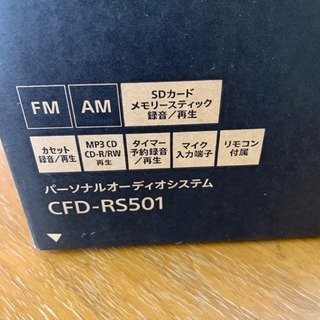 FM
AM
SDカード
メモリースティック
録音/再生
カセット
録音/再生
MP3 CD
CD-R/RW
再生
タイマー
予約録音
/再生
マイク
入力端子
リモコン
付属
パーソナルオーディオシステム
CFD-RS501